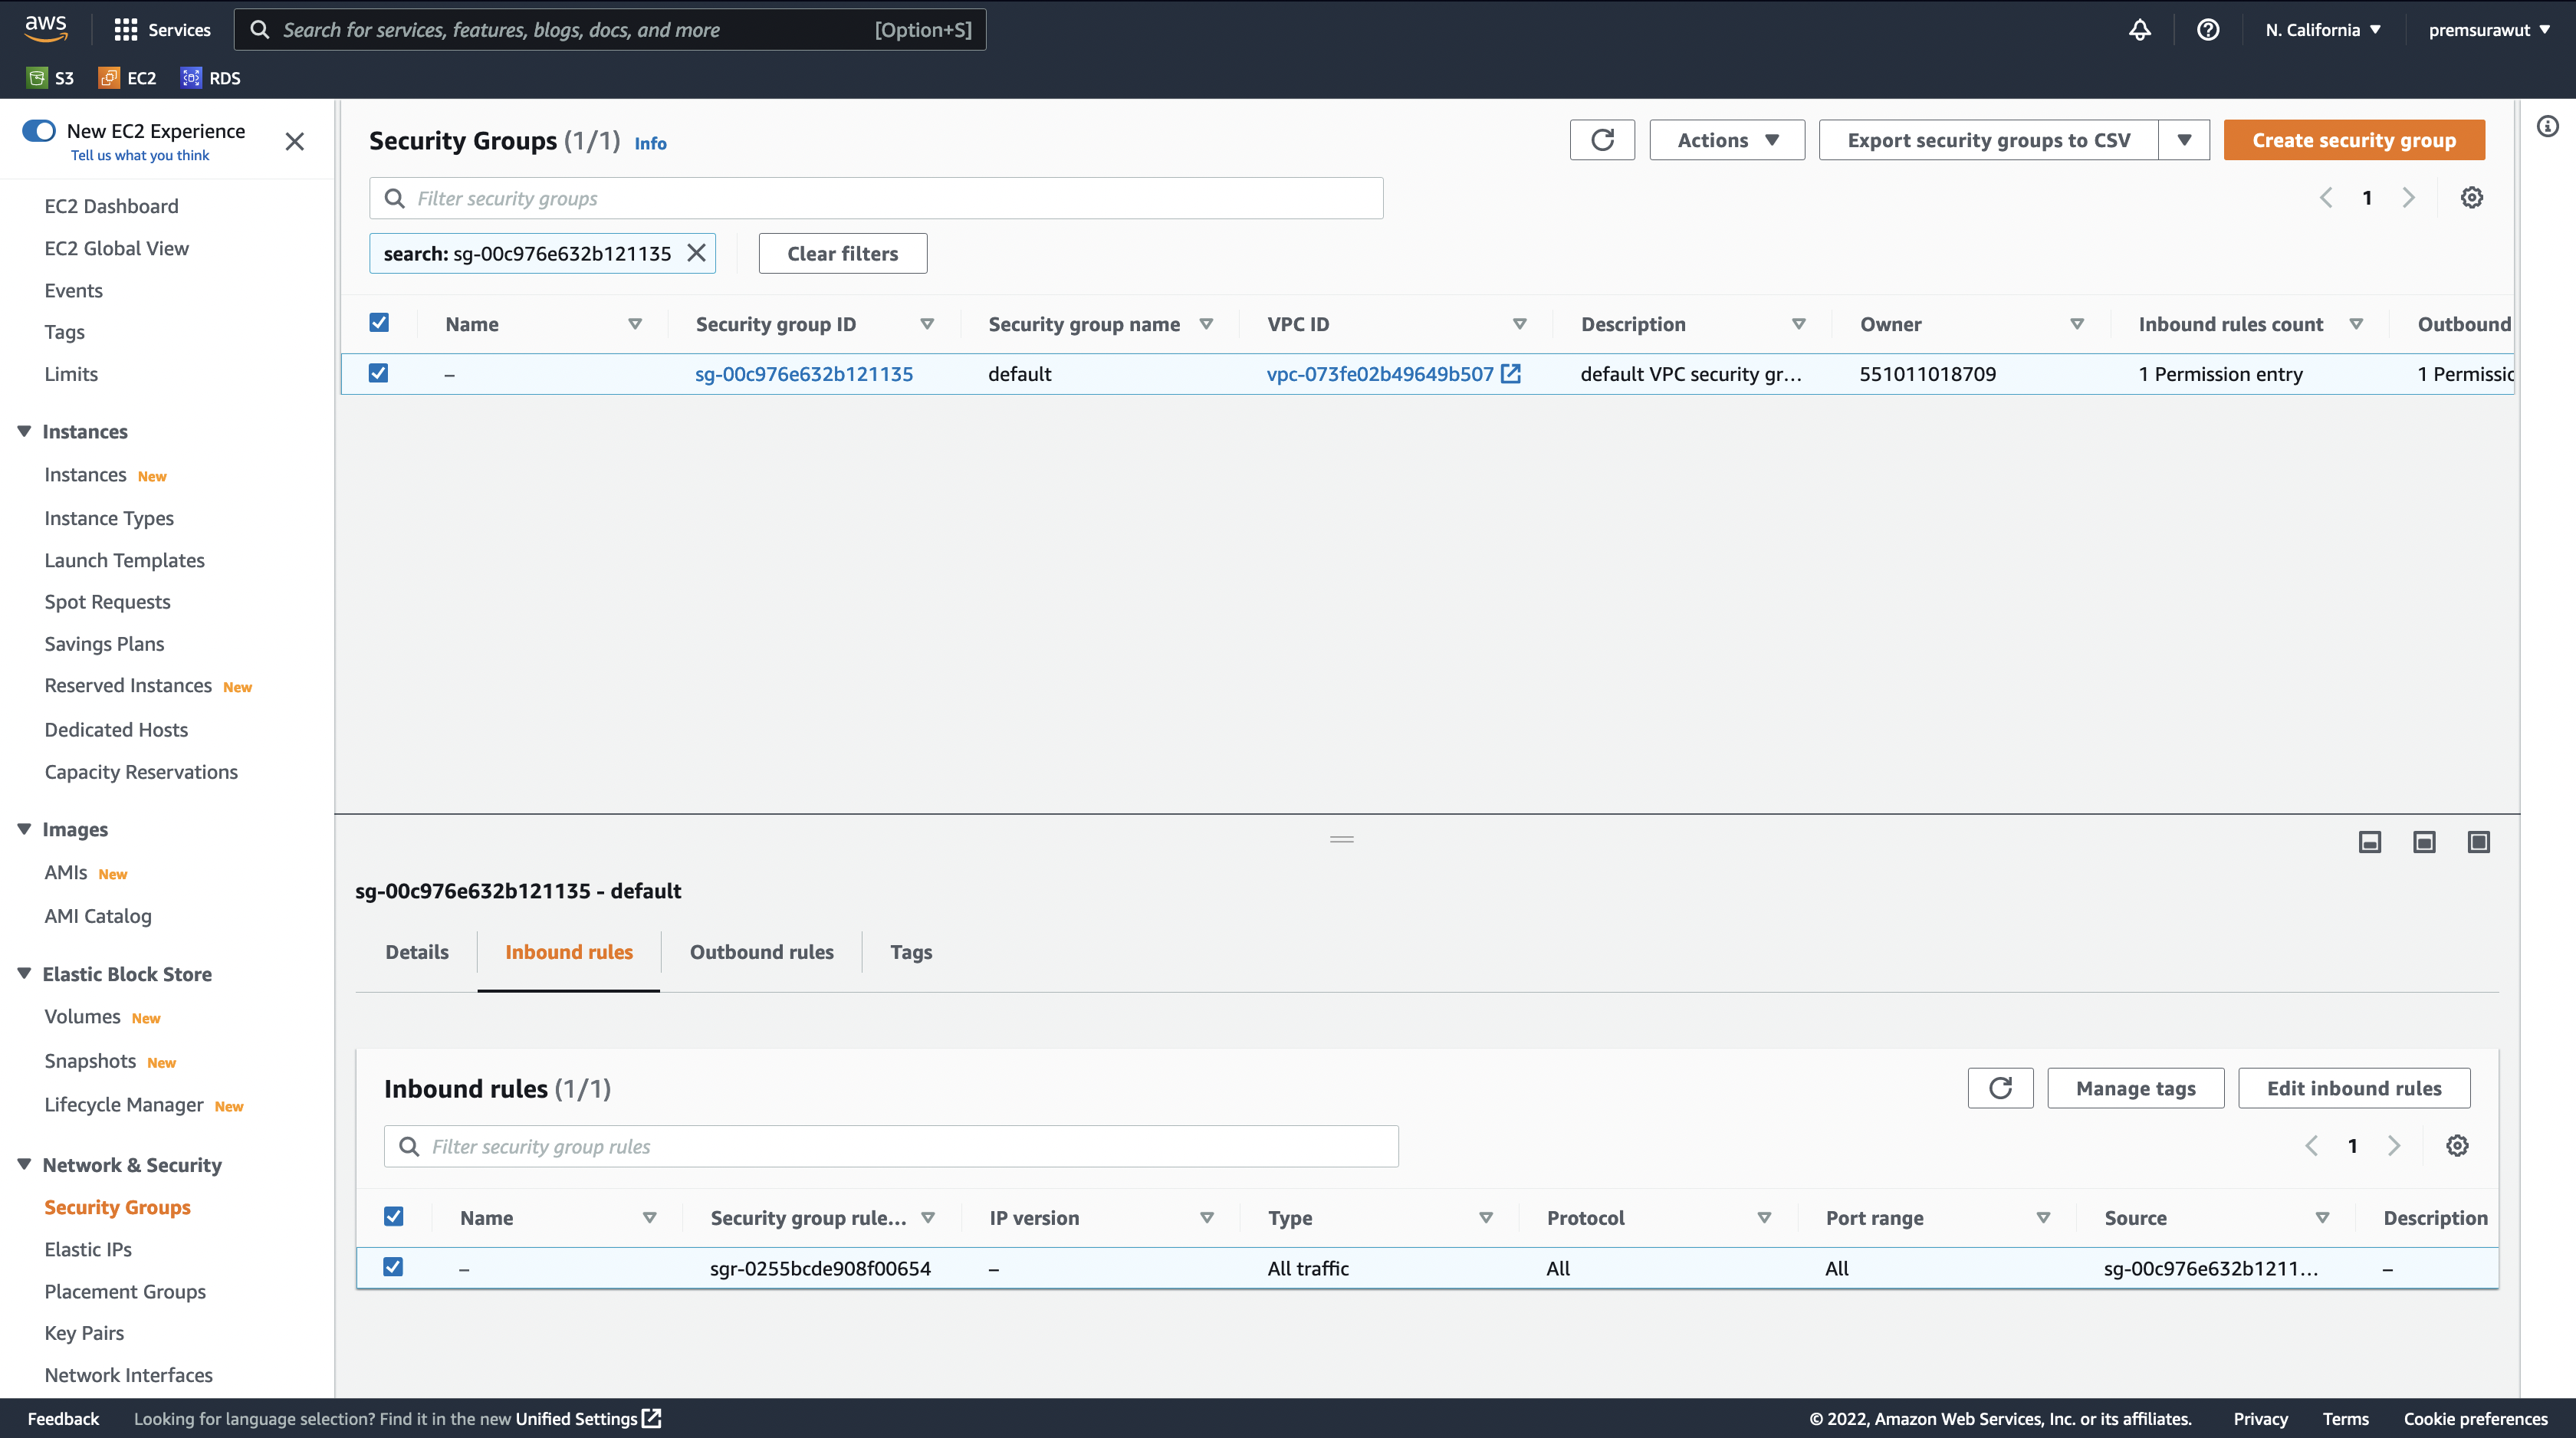 aws
Services
Search for services, features, blogs, docs, and more
[Option+S]
N. California
premsurawut
S3
EC2
RDS
New EC2 Experience
Tell us what you think
EC2 Dashboard
EC2 Global View
Events
Tags
Limits
Instances
Instances New
Instance Types
Launch Templates
Spot Requests
Savings Plans
Reserved Instances New
Dedicated Hosts
Capacity Reservations
Images
AMIs New
AMI Catalog
Elastic Block Store
Volumes New
Snapshots New
Lifecycle Manager New
Network & Security
Security Groups
Elastic IPs
Placement Groups
Key Pairs
Network Interfaces
Security Groups (1/1) Info
Actions
Export security groups to CSV
Create security group
Filter security groups
1
search: sg-00c976e632b121135
Clear filters
Name Security group ID Security group name VPC ID Description Owner Inbound rules count Outbound
– sg-00c976e632b121135 default vpc-073fe02b49649b507 default VPC security gr... 551011018709 1 Permission entry 1 Permissic
sg-00c976e632b121135 - default
Details Inbound rules Outbound rules Tags
Inbound rules (1/1)
Manage tags
Edit inbound rules
Filter security group rules
1
Name Security group rule... IP version Type Protocol Port range Source Description
– sgr-0255bcde908f00654 – All traffic All All sg-00c976e632b1211... –
Feedback Looking for language selection? Find it in the new Unified Settings
© 2022, Amazon Web Services, Inc. or its affiliates. Privacy Terms Cookie preferences